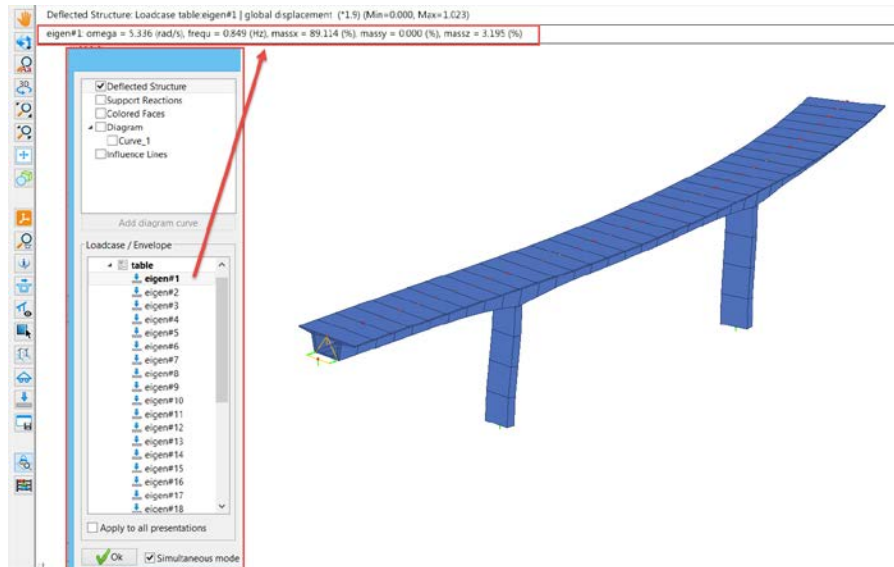 Deflected Structure: Loadcase table:eigen#1 | global displacement (*1.9) (Min=0.000, Max=1.023)
eigen#1: omega = 5.336 (rad/s), frequ = 0.849 (Hz), massx = 89.114 (%), massy = 0.000 (%), massz = 3.195 (%)
3D
Deflected Structure
Support Reactions
Colored Faces
Diagram
Curve_1
Influence Lines
Add diagram curve
Loadcase / Envelope
table
eigen#1
eigen#2
eigen#3
eigen#4
eigen#5
eigen#6
eigen#7
eigen#8
eigen#9
eigen#10
eigen#11
eigen#12
eigen#13
eigen#14
eigen#15
eigen#16
eigen#17
eigen#18
Apply to all presentations
Ok
Simultaneous mode